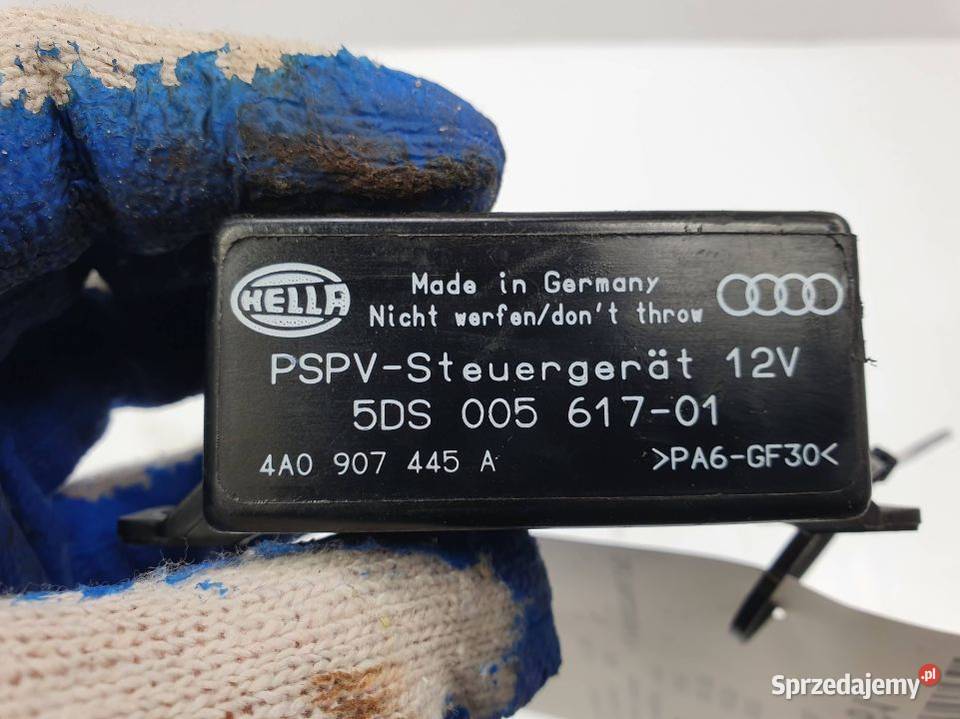 HELLA
Made in Germany
Nicht werfen/don't throw
PSPV-Steuergerät 12V
5DS 005 617-01
4A0 907 445 A >PA6-GF30<
Sprzedajemy.pl